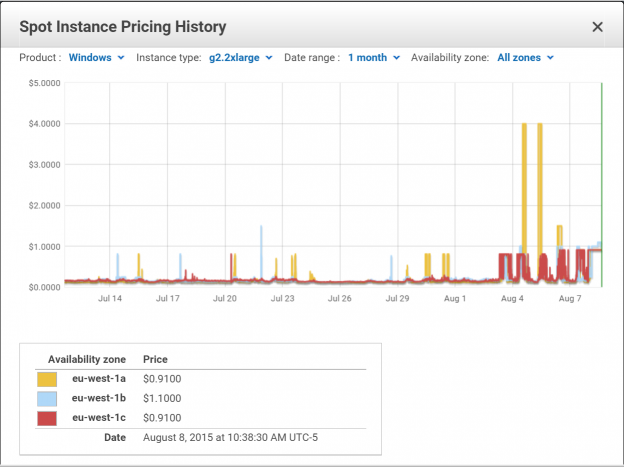 Spot Instance Pricing History ×
Product : Windows Instance type: g2.2xlarge Date range : 1 month Availability zone: All zones
$5.0000
$4.0000
$3.0000
$2.0000
$1.0000
$0.0000
Jul 14 Jul 17 Jul 20 Jul 23 Jul 26 Jul 29 Aug 1 Aug 4 Aug 7
Availability zone Price
eu-west-1a $0.9100
eu-west-1b $1.1000
eu-west-1c $0.9100
Date August 8, 2015 at 10:38:30 AM UTC-5